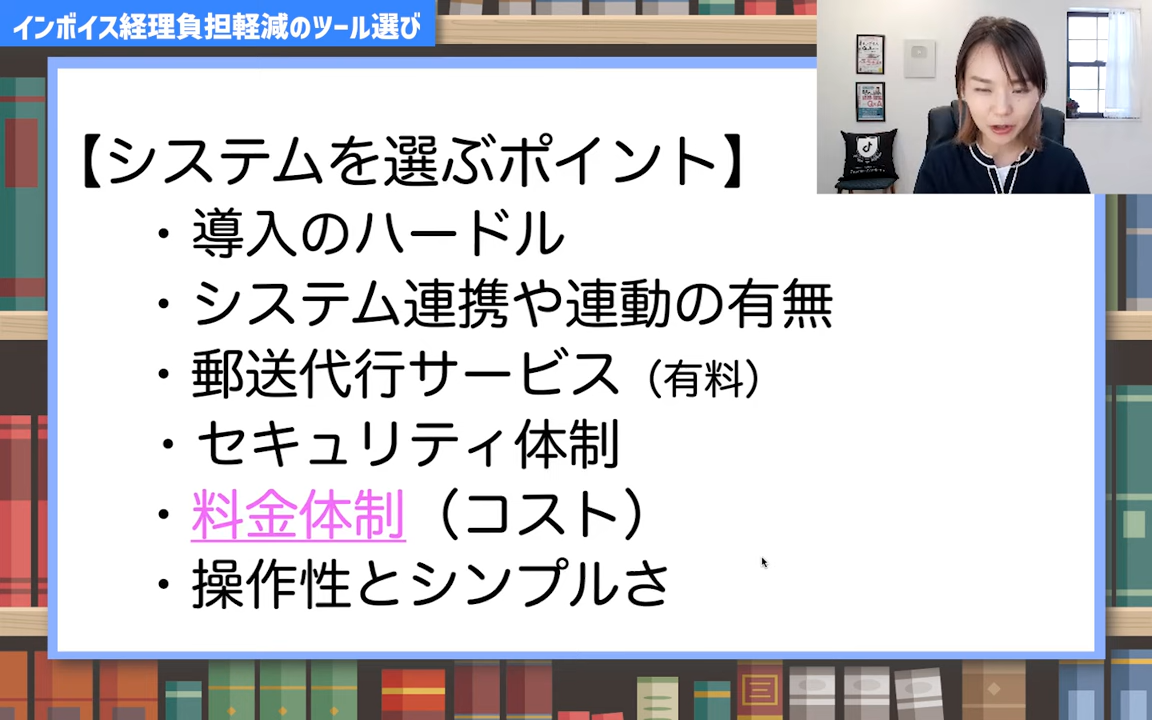 インボイス経理負担軽減のツール選び
【システムを選ぶポイント】
・導入のハードル
・システム連携や連動の有無
・郵送代行サービス（有料）
・セキュリティ体制
・料金体制（コスト）
・操作性とシンプルさ